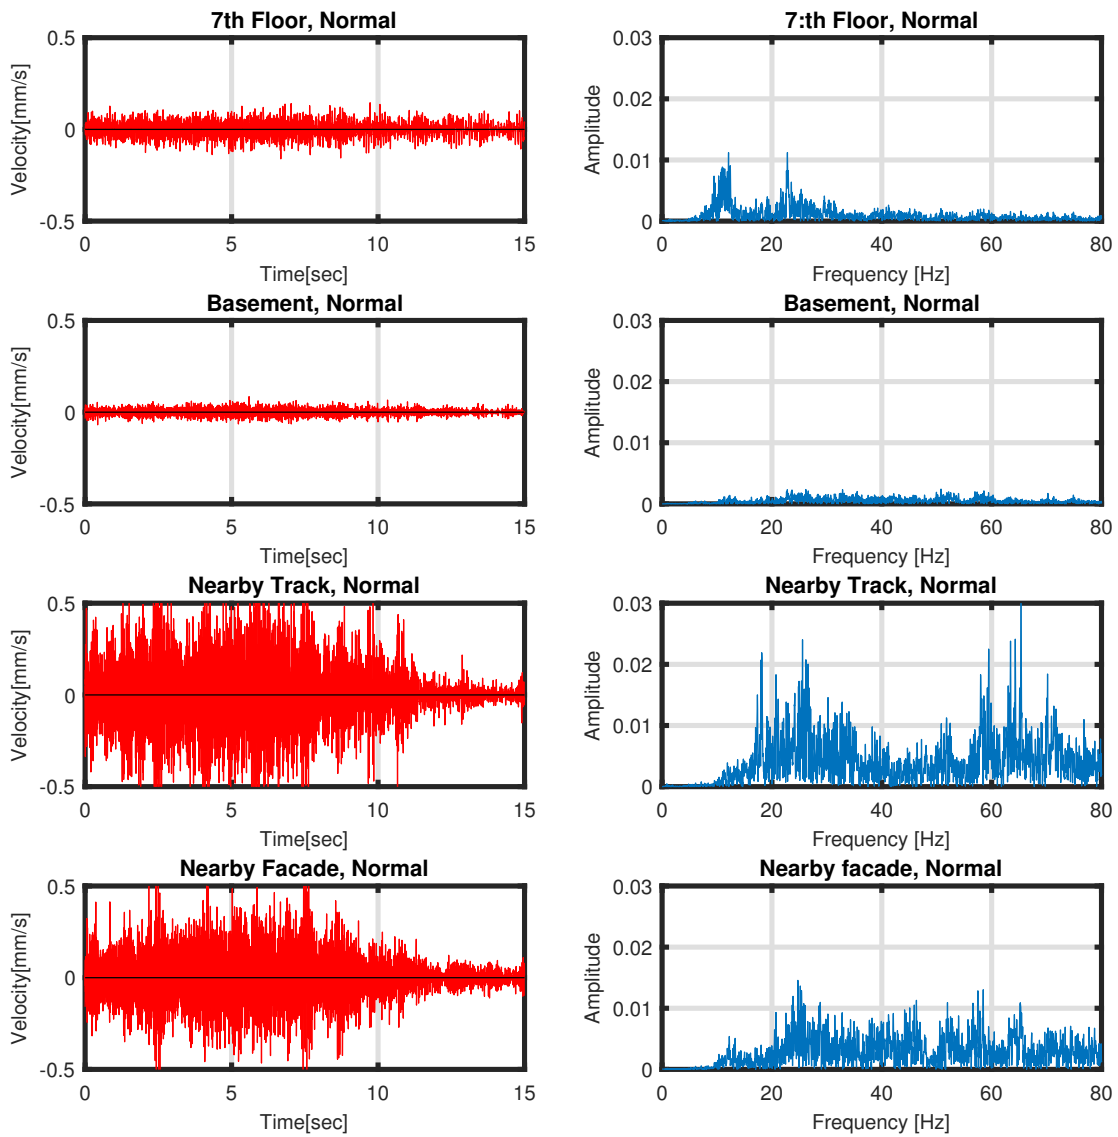 7th Floor, Normal
7:th Floor, Normal
0.5
0
-0.5
Velocity[mm/s]
0 5 10 15
Time[sec]
0.03
0.02
0.01
0
Amplitude
0 20 40 60 80
Frequency [Hz]
Basement, Normal
Basement, Normal
0.5
0
-0.5
Velocity[mm/s]
0 5 10 15
Time[sec]
0.03
0.02
0.01
0
Amplitude
0 20 40 60 80
Frequency [Hz]
Nearby Track, Normal
Nearby Track, Normal
0.5
0
-0.5
Velocity[mm/s]
0 5 10 15
Time[sec]
0.03
0.02
0.01
0
Amplitude
0 20 40 60 80
Frequency [Hz]
Nearby Facade, Normal
Nearby facade, Normal
0.5
0
-0.5
Velocity[mm/s]
0 5 10 15
Time[sec]
0.03
0.02
0.01
0
Amplitude
0 20 40 60 80
Frequency [Hz]